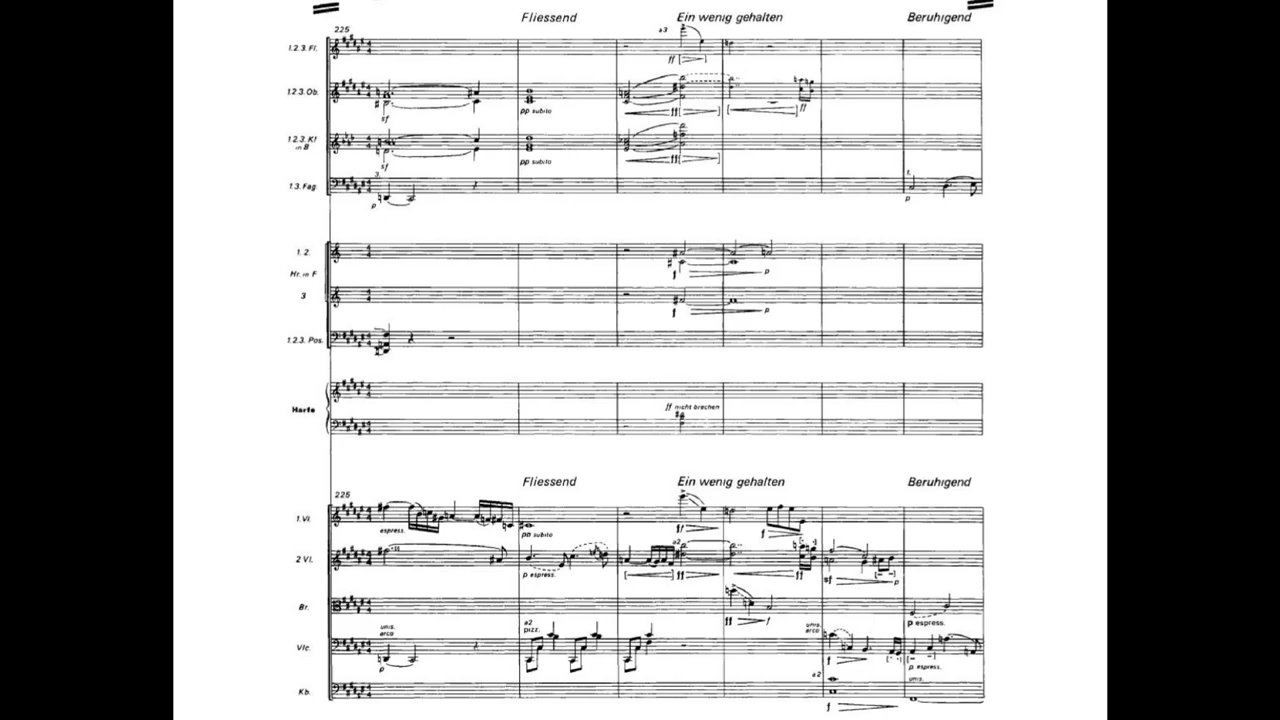 Fliessend Ein wenig gehalten Beruhigend
225
1.2.3. Fl.
a3
ff
1.2.3. Ob.
sf
pp subito
ff
ff
1.2.3. Kl
in B
sf
pp subito
ff
1.3. Fag.
3.
p
1.
p
1. 2.
Hr. in F
f
p
3
f
p
1.2.3. Pos.
Harfe
ff nicht brechen
Fliessend Ein wenig gehalten Beruhigend
225
1. Vl.
espress.
pp subito
ff
f
2 Vl.
p espress.
a2
ff
ff
sf
p
Br.
ff
f
p espress.
Vlc.
unis.
arco
p
a2
pizz.
unis.
arco
f
p espress.
Kb.
a2
f
unis.